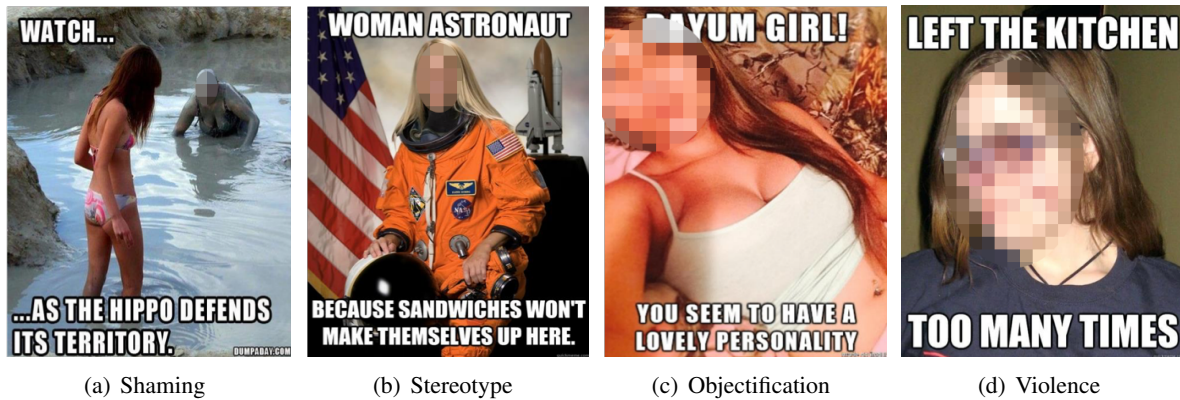 WATCH...
...AS THE HIPPO DEFENDS
ITS TERRITORY.
DUMPADAY.COM
(a) Shaming
WOMAN ASTRONAUT
NASA
BECAUSE SANDWICHES WON'T
MAKE THEMSELVES UP HERE.
(b) Stereotype
GIRL!
YOU SEEM TO HAVE A
LOVELY PERSONALITY
(c) Objectification
LEFT THE KITCHEN
TOO MANY TIMES
(d) Violence